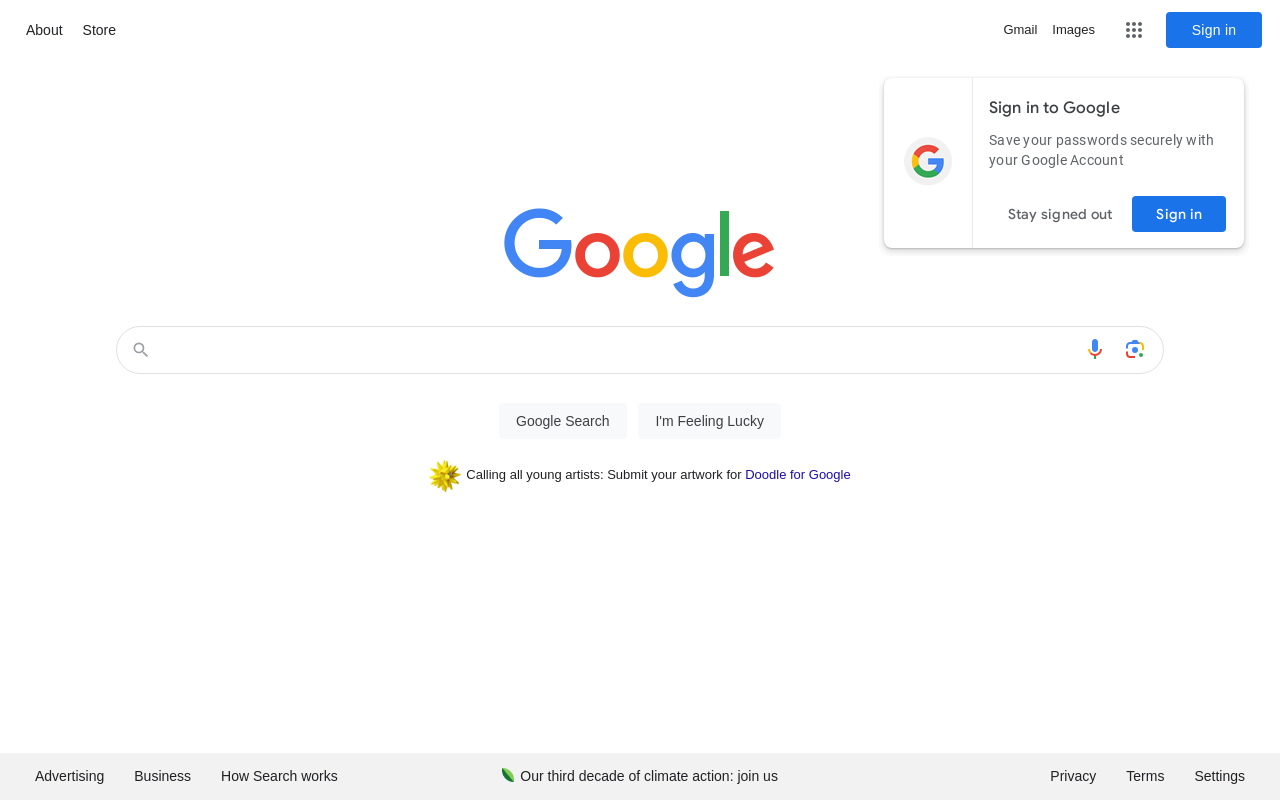 About Store Gmail Images Sign in
Sign in to Google
Save your passwords securely with
your Google Account
Stay signed out Sign in
Google
Google Search I'm Feeling Lucky
Calling all young artists: Submit your artwork for Doodle for Google
Advertising Business How Search works Our third decade of climate action: join us Privacy Terms Settings